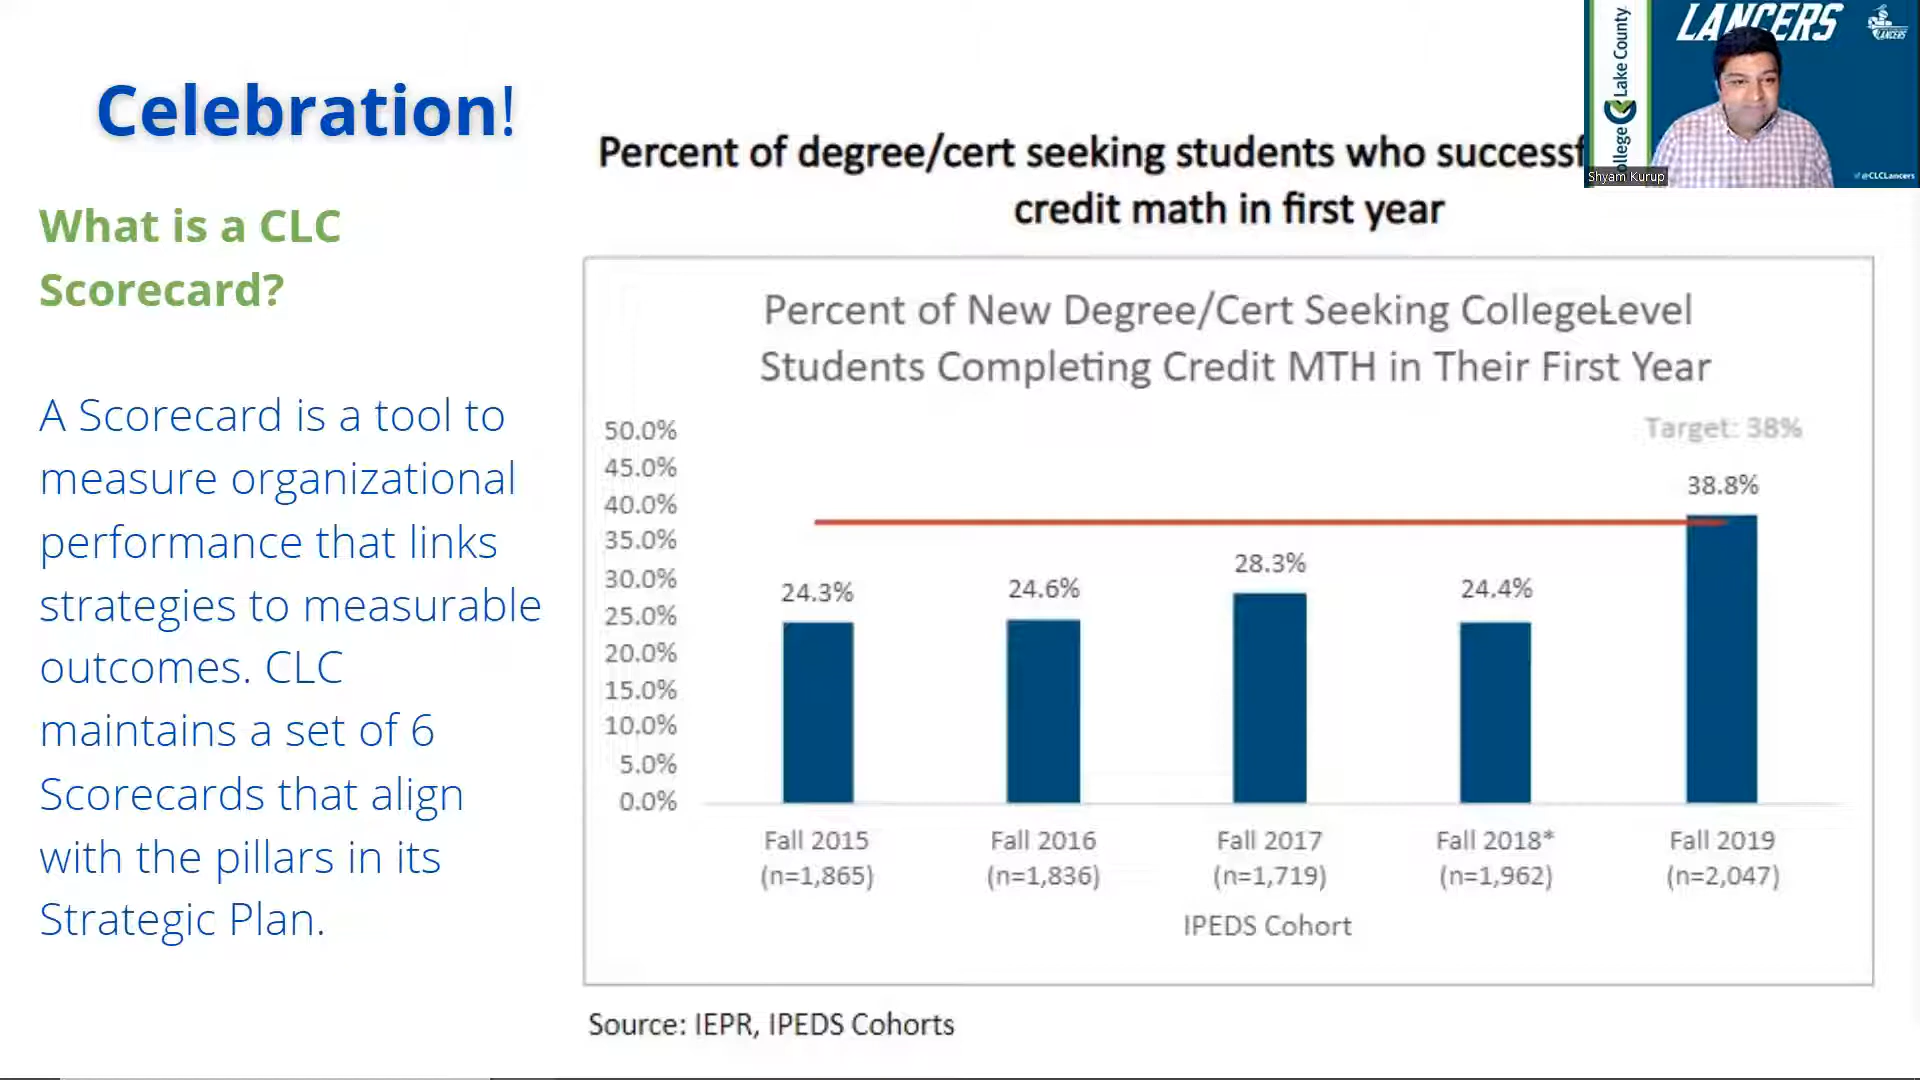 Celebration!
What is a CLC
Scorecard?
A Scorecard is a tool to
measure organizational
performance that links
strategies to measurable
outcomes. CLC
maintains a set of 6
Scorecards that align
with the pillars in its
Strategic Plan.
Percent of degree/cert seeking students who successf
credit math in first year
Percent of New Degree/Cert Seeking College-Level
Students Completing Credit MTH in Their First Year
Target: 38%
50.0%
45.0%
40.0%
35.0%
30.0%
25.0%
20.0%
15.0%
10.0%
5.0%
0.0%
24.3%
24.6%
28.3%
24.4%
38.8%
Fall 2015
(n=1,865)
Fall 2016
(n=1,836)
Fall 2017
(n=1,719)
Fall 2018*
(n=1,962)
Fall 2019
(n=2,047)
IPEDS Cohort
Source: IEPR, IPEDS Cohorts
LANCERS
LANCERS
ollege Lake County
Shyam Kurup
@CLCLancers